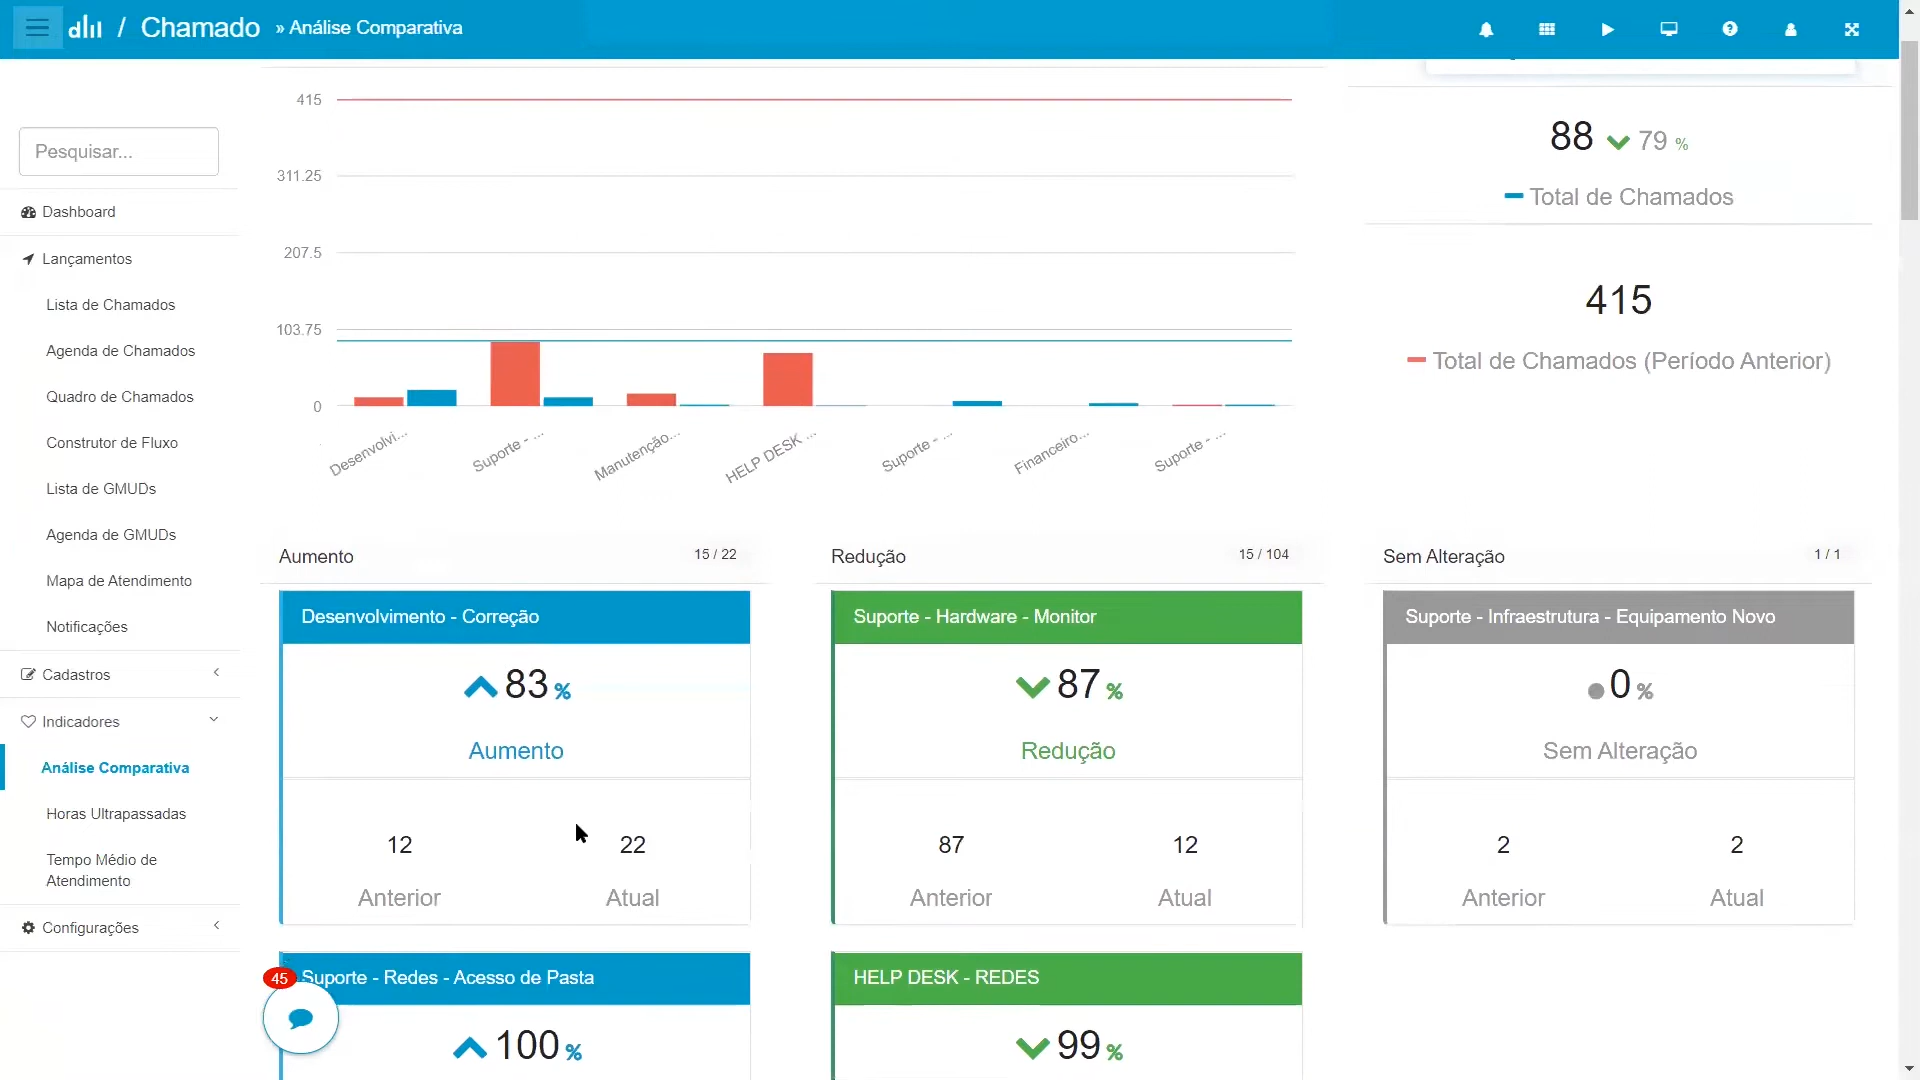 / Chamado » Análise Comparativa
Pesquisar...
Dashboard
Lançamentos
Lista de Chamados
Agenda de Chamados
Quadro de Chamados
Construtor de Fluxo
Lista de GMUDs
Agenda de GMUDs
Mapa de Atendimento
Notificações
Cadastros
Indicadores
Análise Comparativa
Horas Ultrapassadas
Tempo Médio de
Atendimento
Configurações
415
311.25
207.5
103.75
0
Desenvolvi...
Suporte - ...
Manutenção...
HELP DESK ...
Suporte - ...
Financeiro...
Suporte - ...
88 79 %
Total de Chamados
415
Total de Chamados (Período Anterior)
Aumento 15 / 22
Desenvolvimento - Correção
83 %
Aumento
12 22
Anterior Atual
Suporte - Redes - Acesso de Pasta
100 %
45
Redução 15 / 104
Suporte - Hardware - Monitor
87 %
Redução
87 12
Anterior Atual
HELP DESK - REDES
99 %
Sem Alteração 1 / 1
Suporte - Infraestrutura - Equipamento Novo
0 %
Sem Alteração
2 2
Anterior Atual